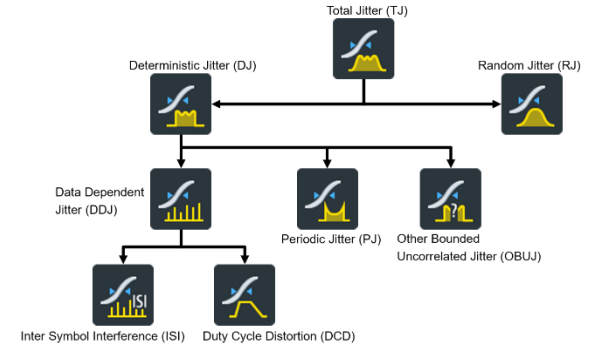 Total Jitter (TJ)
Deterministic Jitter (DJ)
Random Jitter (RJ)
Data Dependent
Jitter (DDJ)
?
Periodic Jitter (PJ)
Other Bounded
Uncorrelated Jitter (OBUJ)
ISI
Inter Symbol Interference (ISI)
Duty Cycle Distortion (DCD)